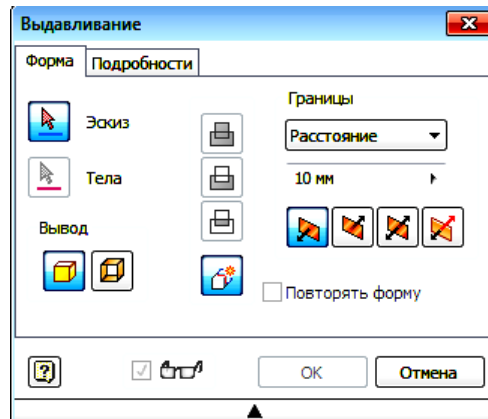 Выдавливание
Форма
Подробности
Эскиз
Тела
Вывод
Границы
Расстояние
10 мм
Повторять форму
ОК
Отмена